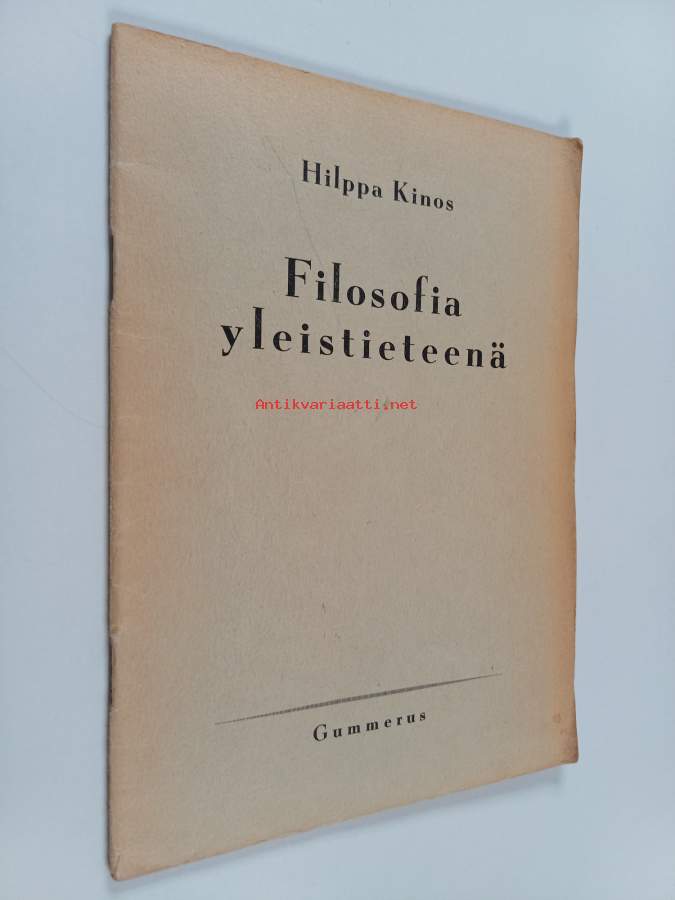 Hilppa Kinos
Filosofia
yleistieteenä
Antikvariaatti.net
Gummerus